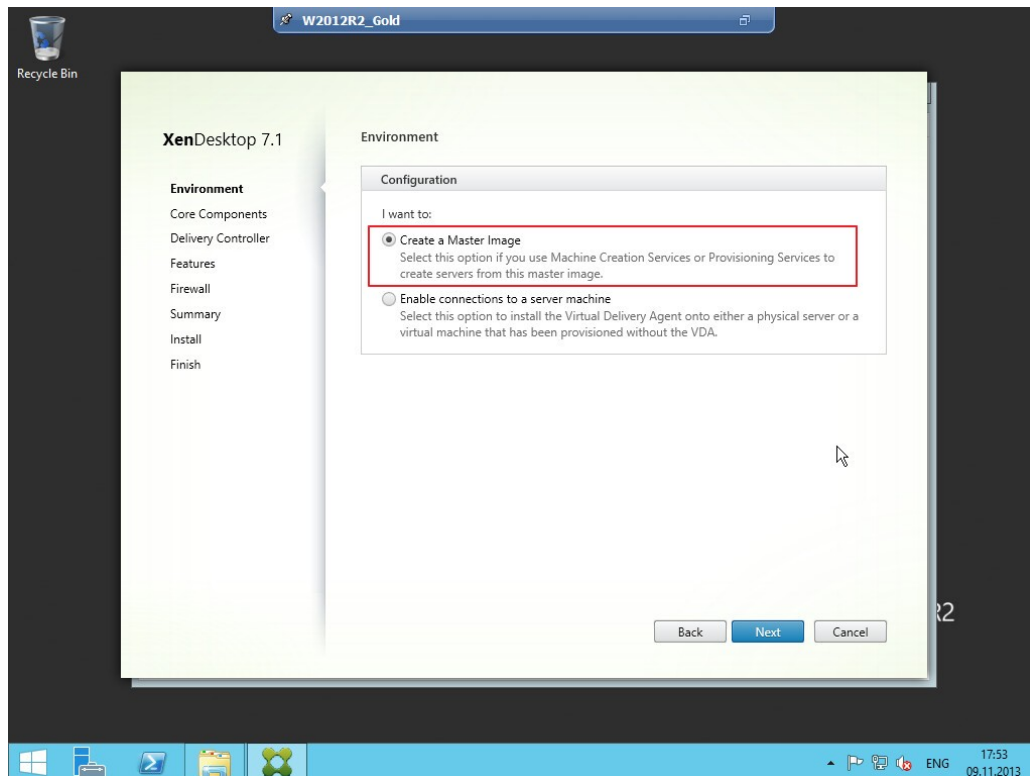 W2012R2_Gold
Recycle Bin
XenDesktop 7.1
Environment
Core Components
Delivery Controller
Features
Firewall
Summary
Install
Finish
Environment
Configuration
I want to:
Create a Master Image
Select this option if you use Machine Creation Services or Provisioning Services to
create servers from this master image.
Enable connections to a server machine
Select this option to install the Virtual Delivery Agent onto either a physical server or a
virtual machine that has been provisioned without the VDA.
Back
Next
Cancel
R2
ENG
17:53
09.11.2013